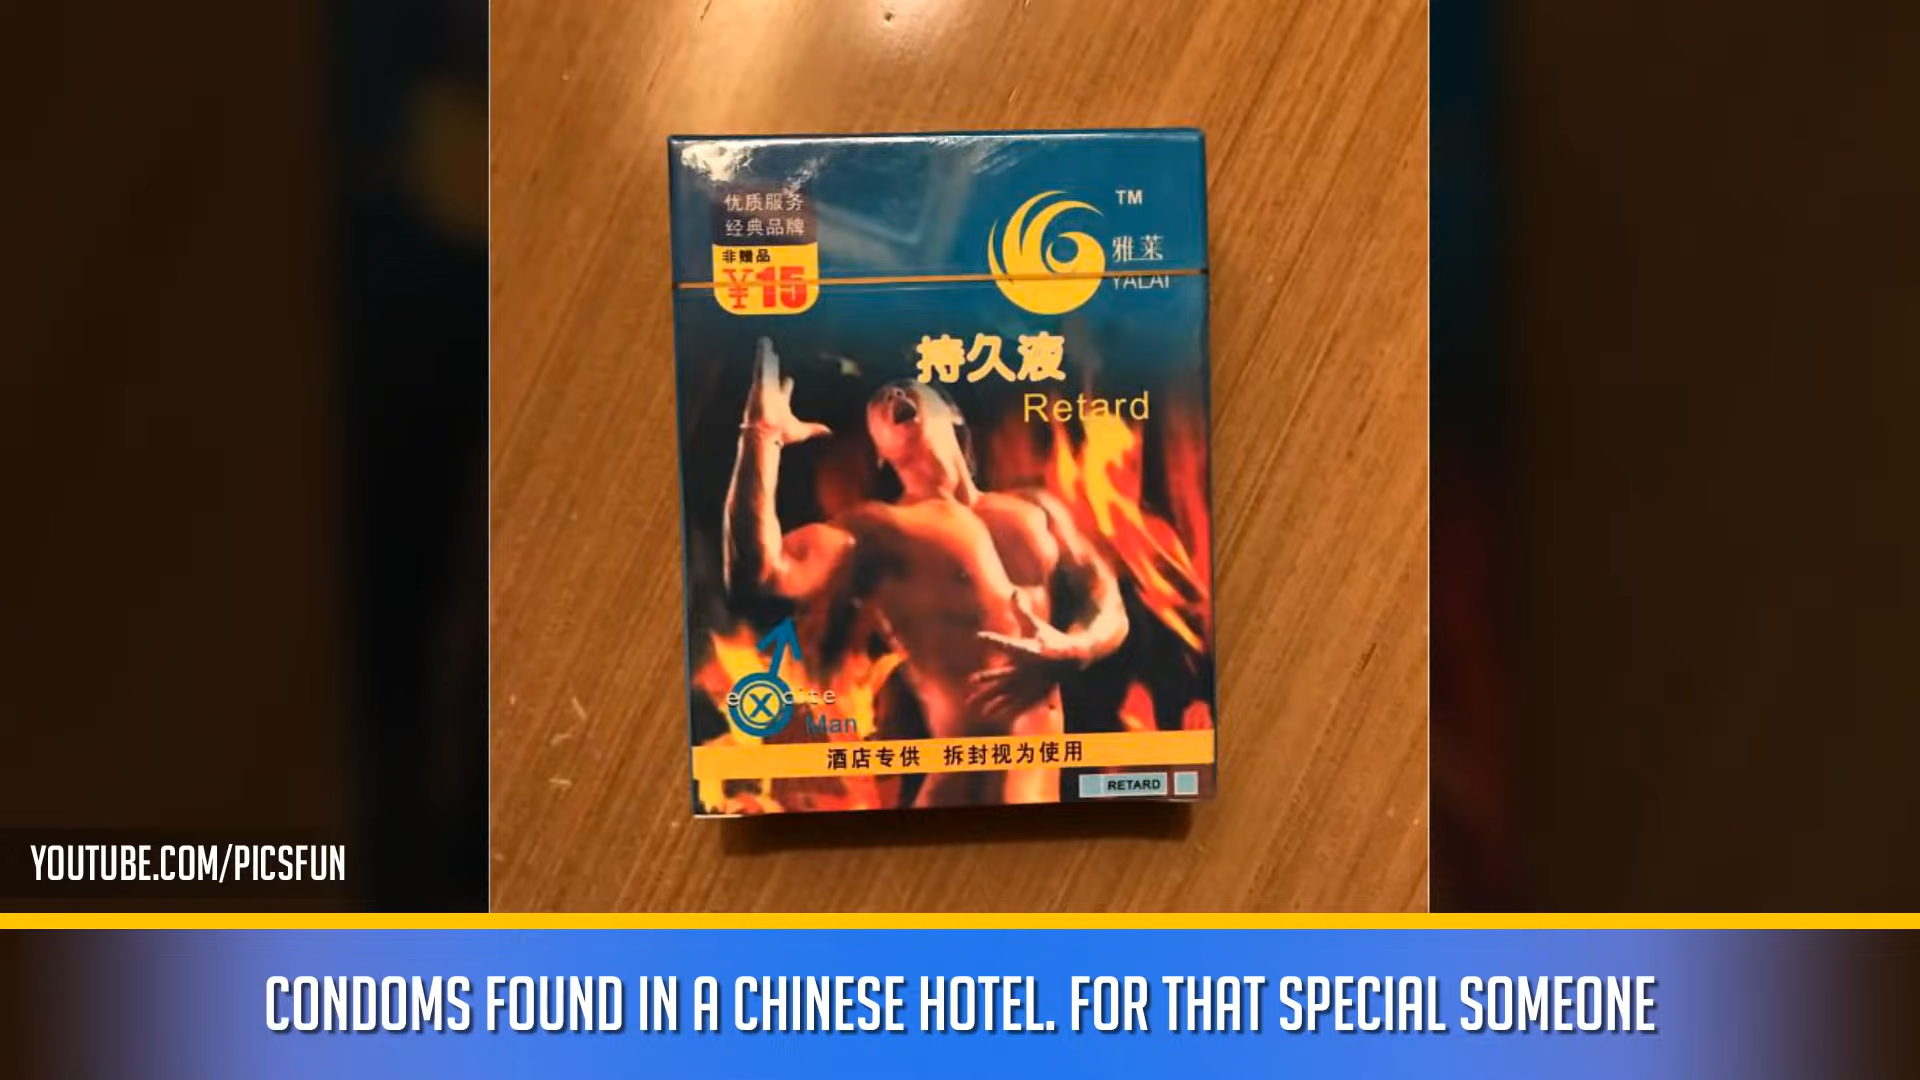 优质服务
经典品牌
非赠品
¥15
TM
雅莱
YALAI
持久液
Retard
eXcite
Man
酒店专供 拆封视为使用
RETARD
YOUTUBE.COM/PICSFUN
CONDOMS FOUND IN A CHINESE HOTEL. FOR THAT SPECIAL SOMEONE